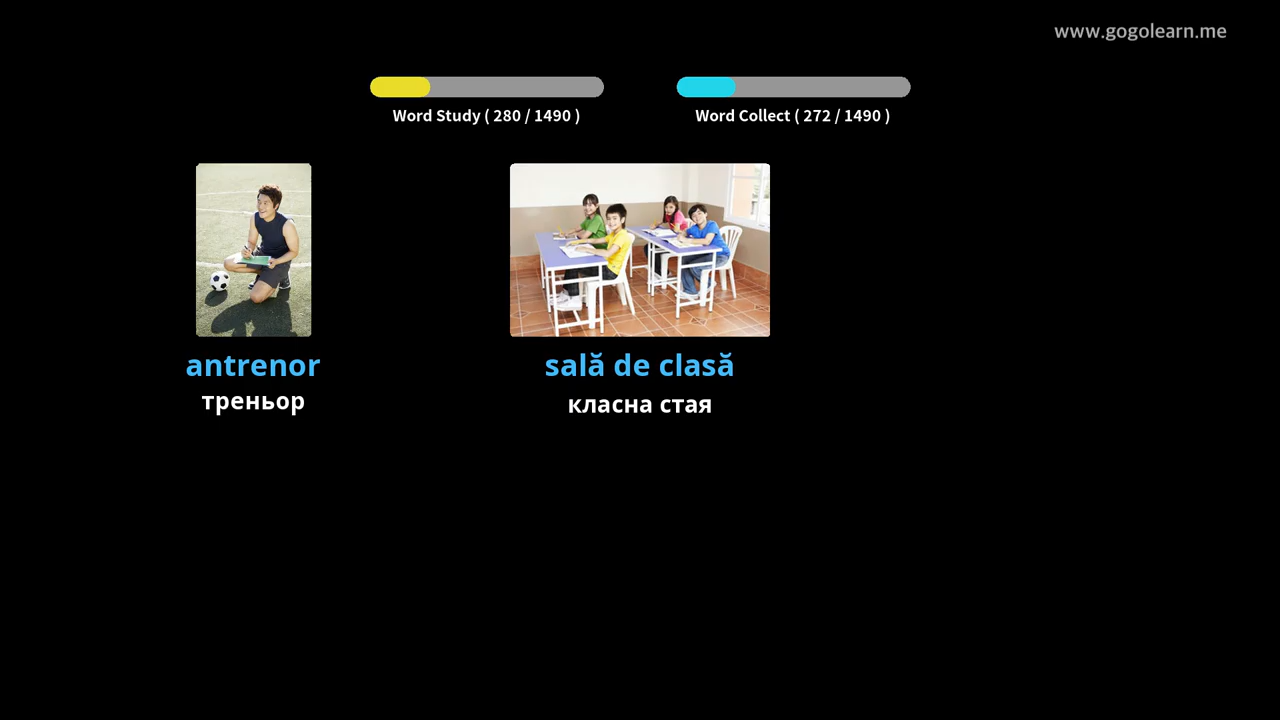 www.gogolearn.me
Word Study ( 280 / 1490 )
Word Collect ( 272 / 1490 )
antrenor
треньор
sală de clasă
класна стая